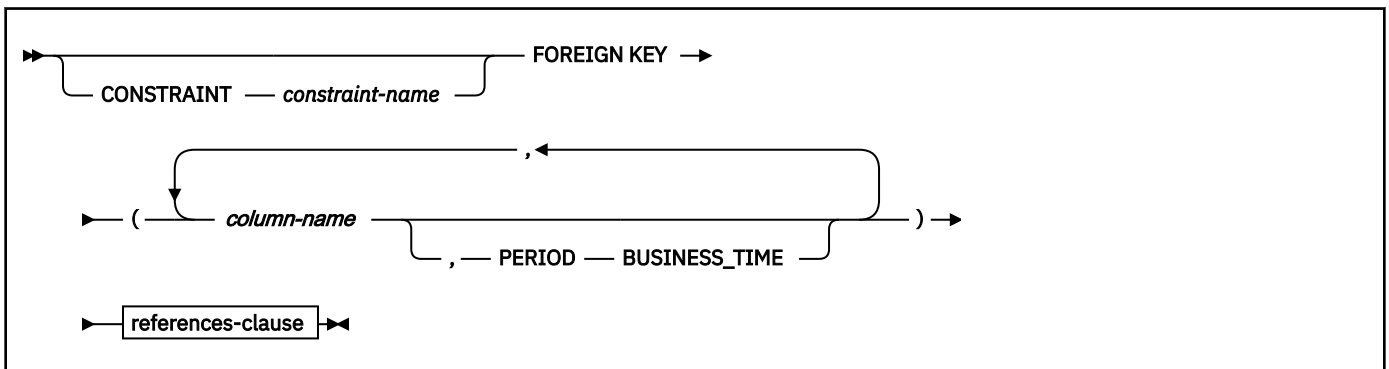 FOREIGN KEY
CONSTRAINT constraint-name
,
( column-name )
, PERIOD BUSINESS_TIME
references-clause